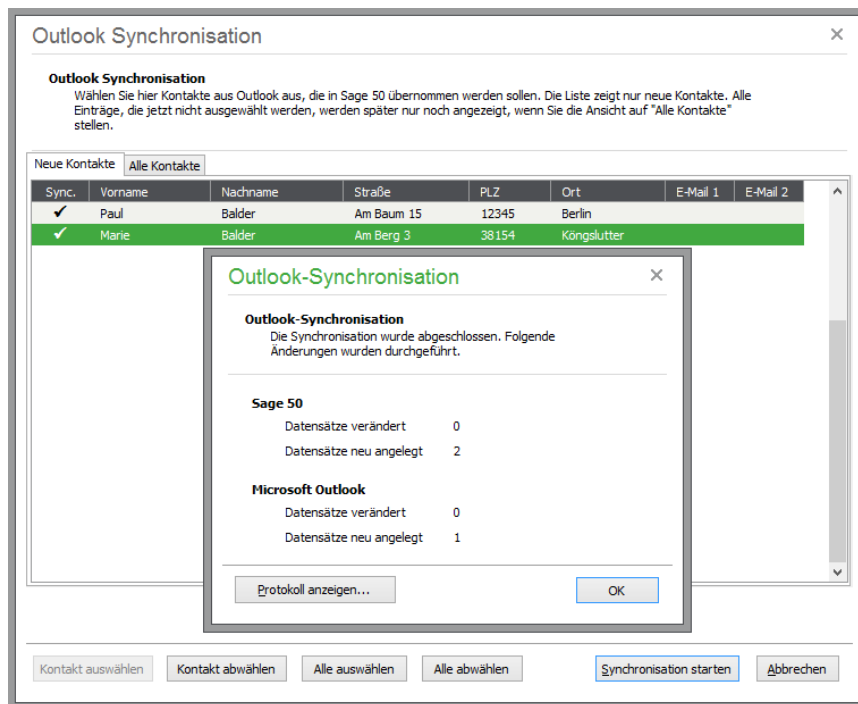 Outlook Synchronisation
Outlook Synchronisation
Wählen Sie hier Kontakte aus Outlook aus, die in Sage 50 übernommen werden sollen. Die Liste zeigt nur neue Kontakte. Alle
Einträge, die jetzt nicht ausgewählt werden, werden später nur noch angezeigt, wenn Sie die Ansicht auf "Alle Kontakte"
stellen.
Neue Kontakte Alle Kontakte
Sync. Vorname Nachname Straße PLZ Ort E-Mail 1 E-Mail 2
Paul Balder Am Baum 15 12345 Berlin
Marie Balder Am Berg 3 38154 Köngslutter
Outlook-Synchronisation
Outlook-Synchronisation
Die Synchronisation wurde abgeschlossen. Folgende
Änderungen wurden durchgeführt.
Sage 50
Datensätze verändert 0
Datensätze neu angelegt 2
Microsoft Outlook
Datensätze verändert 0
Datensätze neu angelegt 1
Protokoll anzeigen... OK
Kontakt auswählen Kontakt abwählen Alle auswählen Alle abwählen Synchronisation starten Abbrechen